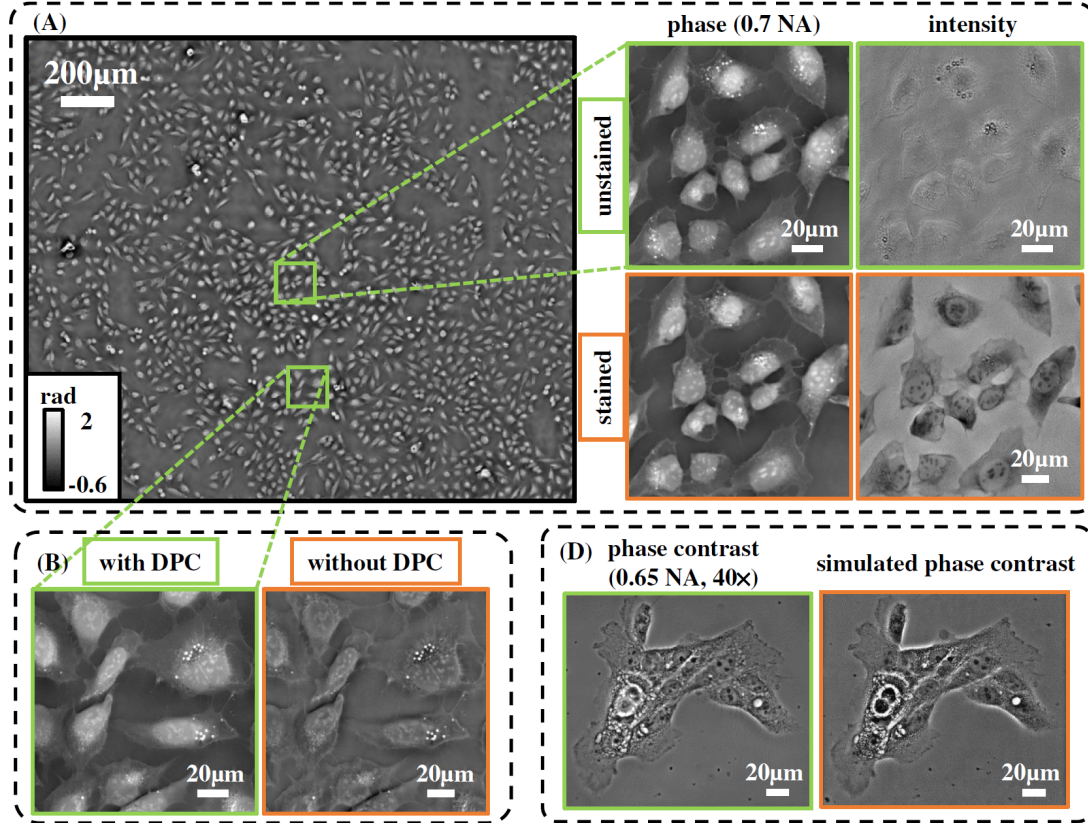 (A)
200μm
phase (0.7 NA)
intensity
unstained
20μm
20μm
stained
20μm
20μm
rad
2
-0.6
(B)
with DPC
without DPC
20μm
20μm
(D)
phase contrast
(0.65 NA, 40×)
simulated phase contrast
20μm
20μm